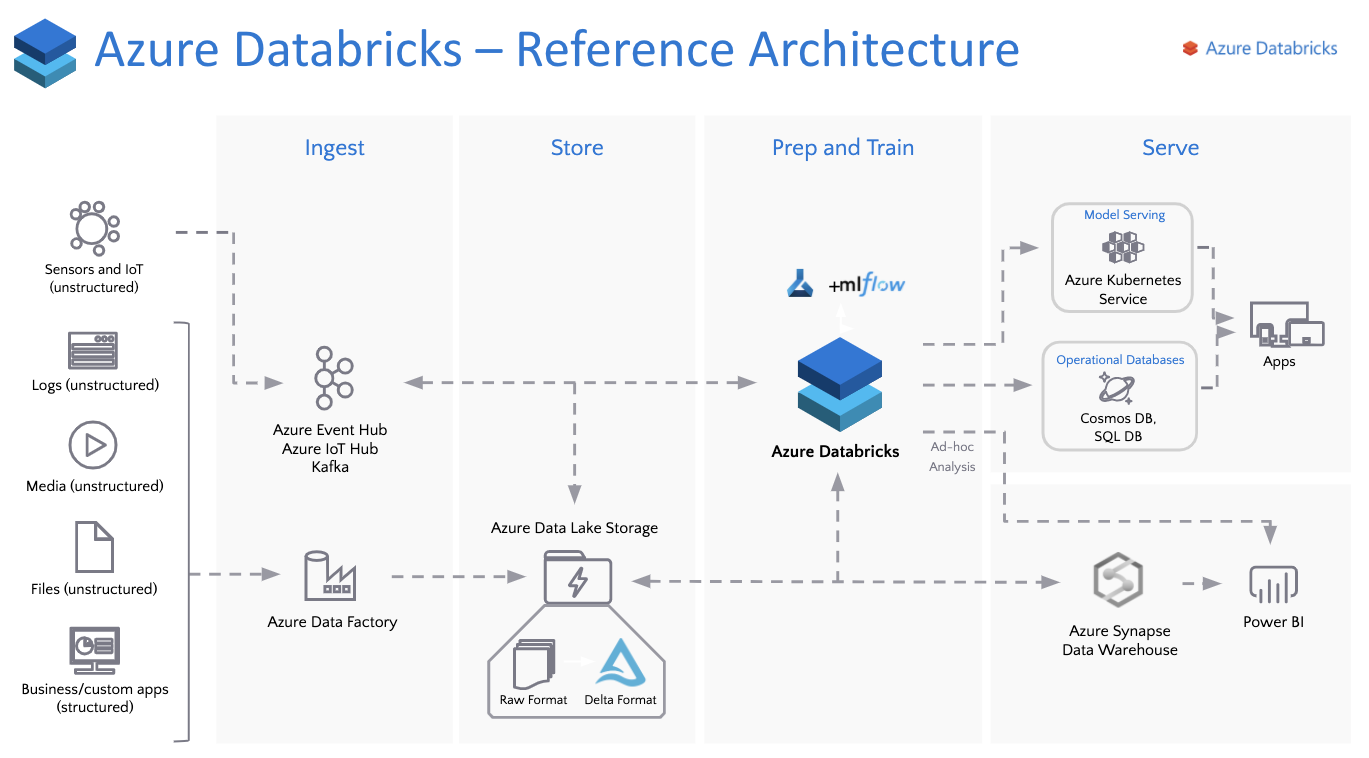 Azure Databricks – Reference Architecture
Azure Databricks
Ingest
Store
Prep and Train
Serve
Sensors and IoT
(unstructured)
Logs (unstructured)
Media (unstructured)
Files (unstructured)
Business/custom apps
(structured)
Azure Event Hub
Azure IoT Hub
Kafka
Azure Data Factory
Azure Data Lake Storage
Raw Format
Delta Format
+mlflow
Azure Databricks
Ad-hoc
Analysis
Model Serving
Azure Kubernetes
Service
Operational Databases
Cosmos DB,
SQL DB
Apps
Azure Synapse
Data Warehouse
Power BI